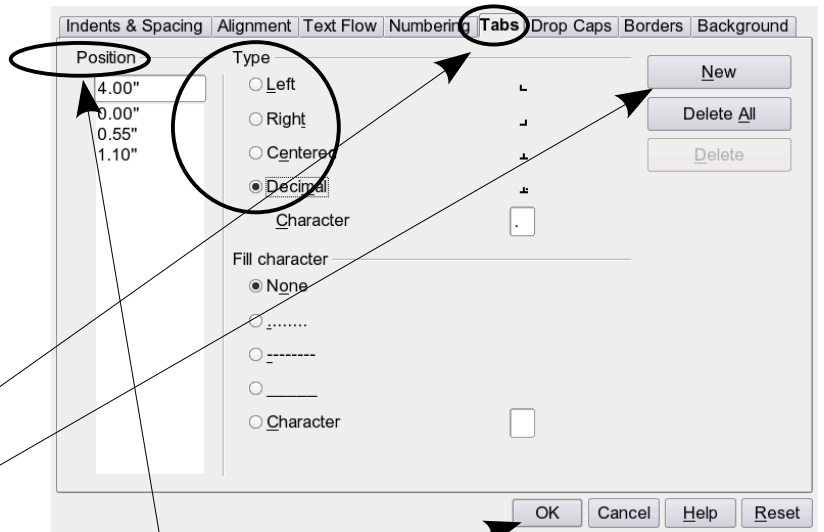 Indents & Spacing Alignment Text Flow Numbering Tabs Drop Caps Borders Background
Position
4.00"
0.00"
0.55"
1.10"
Type
Left
Right
Centered
Decimal
Character .
Fill character
None
........
--------
_____
Character
New
Delete All
Delete
OK Cancel Help Reset